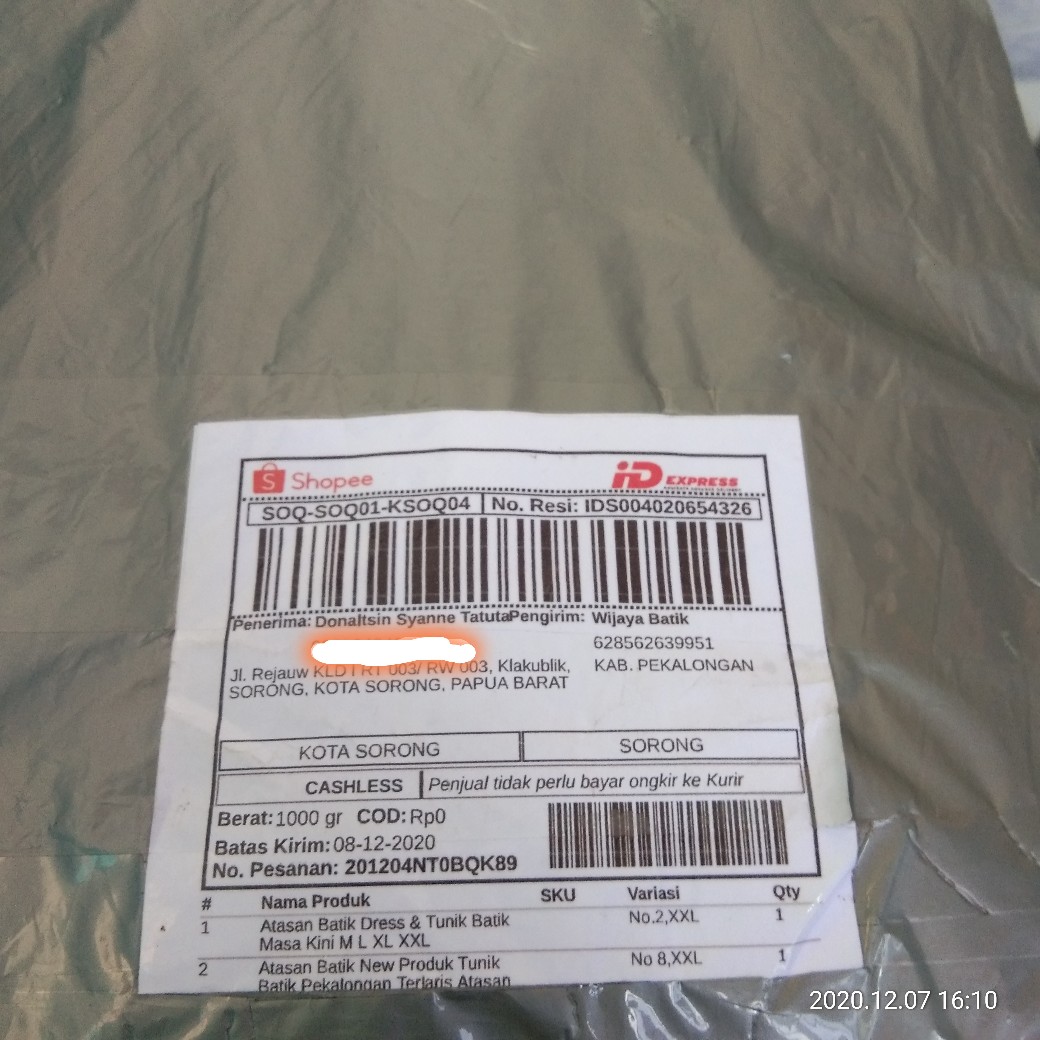 Shopee
iD EXPRESS
SOQ-SOQ01-KSOQ04 No. Resi: IDS004020654326
Penerima: Donaltsin Syanne Tatuta Pengirim: Wijaya Batik
628562639951
Jl. Rejauw KLD I RT 003/ RW 003, Klakublik, KAB. PEKALONGAN
SORONG, KOTA SORONG, PAPUA BARAT
KOTA SORONG SORONG
CASHLESS Penjual tidak perlu bayar ongkir ke Kurir
Berat: 1000 gr COD: Rp0
Batas Kirim: 08-12-2020
No. Pesanan: 201204NT0BQK89
# Nama Produk SKU Variasi Qty
1 Atasan Batik Dress & Tunik Batik No.2,XXL 1
Masa Kini M L XL XXL
2 Atasan Batik New Produk Tunik No 8,XXL 1
Batik Pekalongan Terlaris Atasan
2020.12.07 16:10